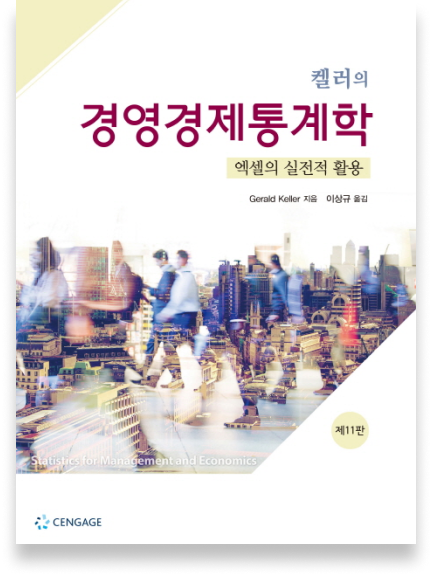 켈러의
경영경제통계학
엑셀의 실전적 활용
Gerald Keller 지음 이상규 옮김
제11판
Statistics for Management and Economics
CENGAGE